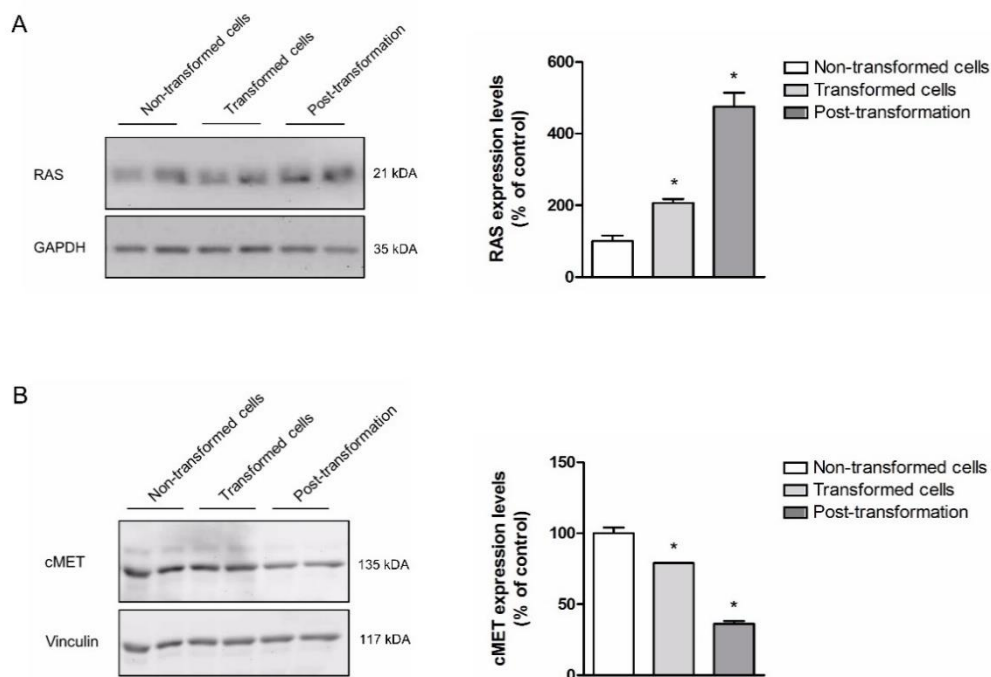 A
Non-transformed cells
Transformed cells
Post-transformation
RAS
21 kDA
GAPDH
35 kDA
RAS expression levels
(% of control)
600
400
200
0
*
*
Non-transformed cells
Transformed cells
Post-transformation
B
Non-transformed cells
Transformed cells
Post-transformation
cMET
135 kDA
Vinculin
117 kDA
cMET expression levels
(% of control)
150
100
50
0
*
*
Non-transformed cells
Transformed cells
Post-transformation